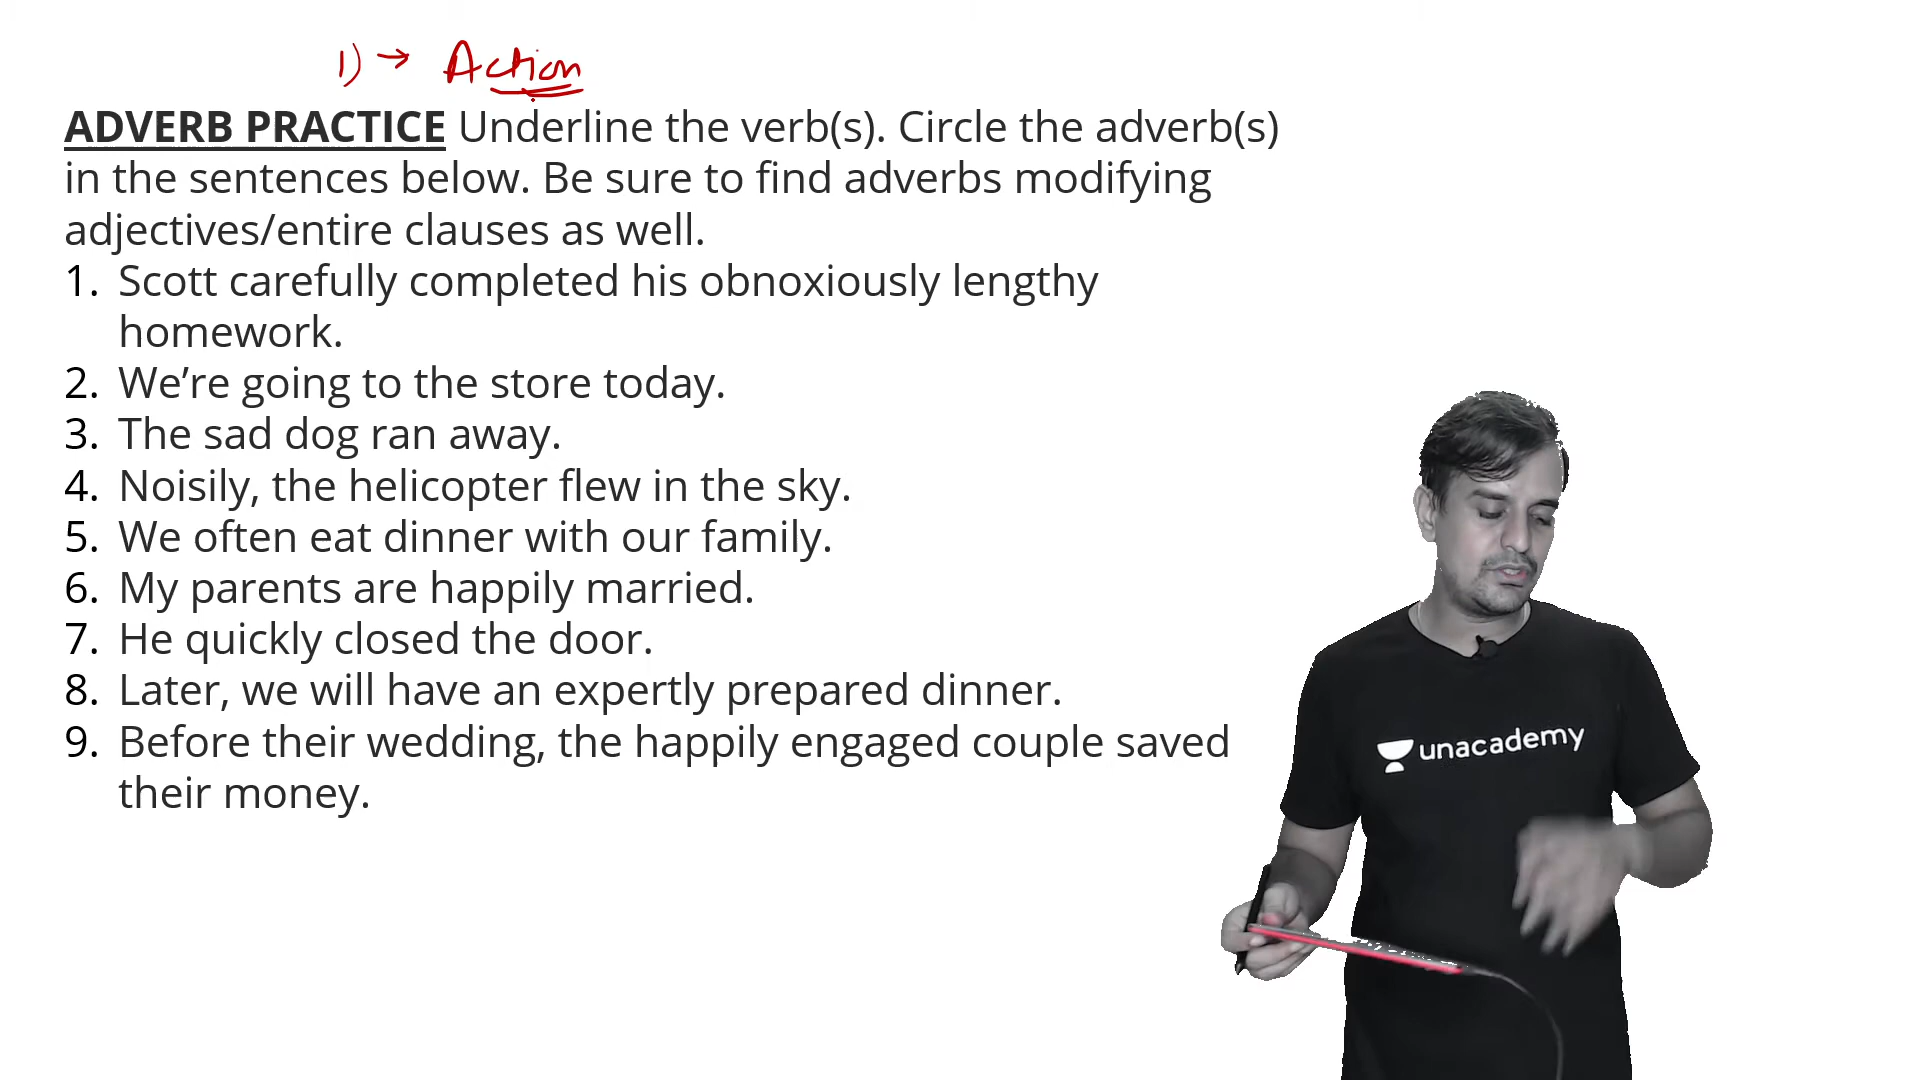 1) → Action
ADVERB PRACTICE Underline the verb(s). Circle the adverb(s)
in the sentences below. Be sure to find adverbs modifying
adjectives/entire clauses as well.
1. Scott carefully completed his obnoxiously lengthy
homework.
2. We’re going to the store today.
3. The sad dog ran away.
4. Noisily, the helicopter flew in the sky.
5. We often eat dinner with our family.
6. My parents are happily married.
7. He quickly closed the door.
8. Later, we will have an expertly prepared dinner.
9. Before their wedding, the happily engaged couple saved
their money.
unacademy